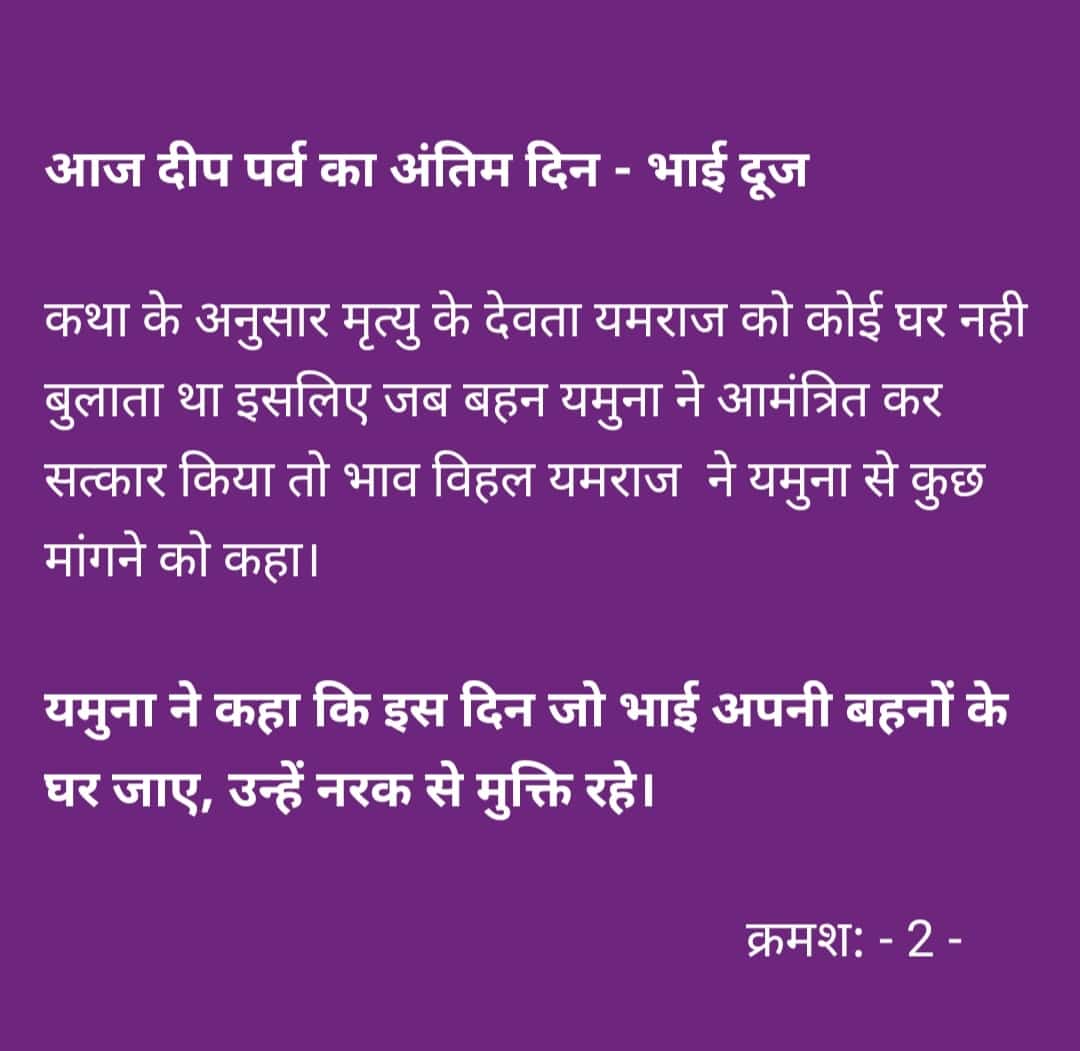 आज दीप पर्व का अंतिम दिन - भाई दूज
कथा के अनुसार मृत्यु के देवता यमराज को कोई घर नही
बुलाता था इसलिए जब बहन यमुना ने आमंत्रित कर
सत्कार किया तो भाव विहल यमराज ने यमुना से कुछ
मांगने को कहा।
यमुना ने कहा कि इस दिन जो भाई अपनी बहनों के
घर जाए, उन्हें नरक से मुक्ति रहे।
क्रमश: - 2 -